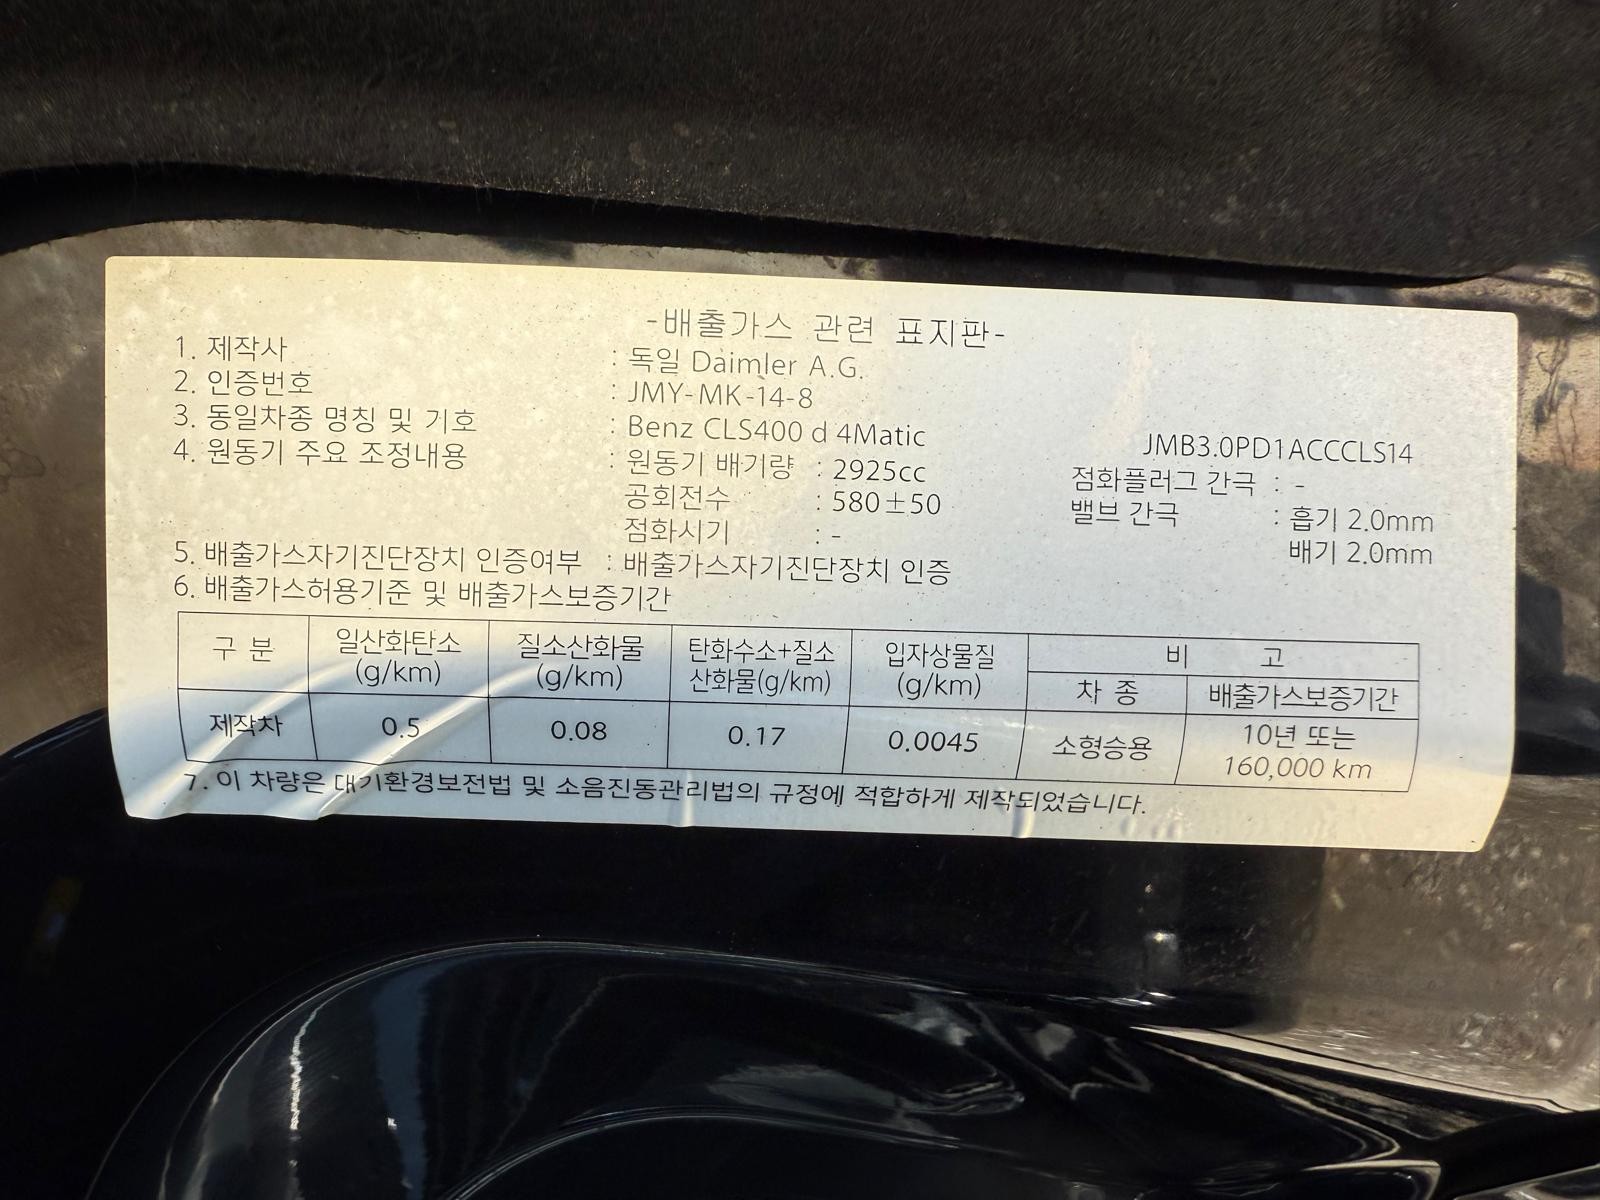 -배출가스 관련 표지판-
1. 제작사 : 독일 Daimler A.G.
2. 인증번호 : JMY-MK-14-8
3. 동일차종 명칭 및 기호 : Benz CLS400 d 4Matic JMB3.0PD1ACCCLS14
4. 원동기 주요 조정내용 : 원동기 배기량 : 2925cc 점화플러그 간극 : -
공회전수 : 580±50 밸브 간극 : 흡기 2.0mm
점화시기 : - 배기 2.0mm
5. 배출가스자기진단장치 인증여부 : 배출가스자기진단장치 인증
6. 배출가스허용기준 및 배출가스보증기간
구 분 일산화탄소 질소산화물 탄화수소+질소 입자상물질 비 고
(g/km) (g/km) 산화물(g/km) (g/km) 차 종 배출가스보증기간
제작차 0.5 0.08 0.17 0.0045 소형승용 10년 또는
160,000 km
7. 이 차량은 대기환경보전법 및 소음진동관리법의 규정에 적합하게 제작되었습니다.